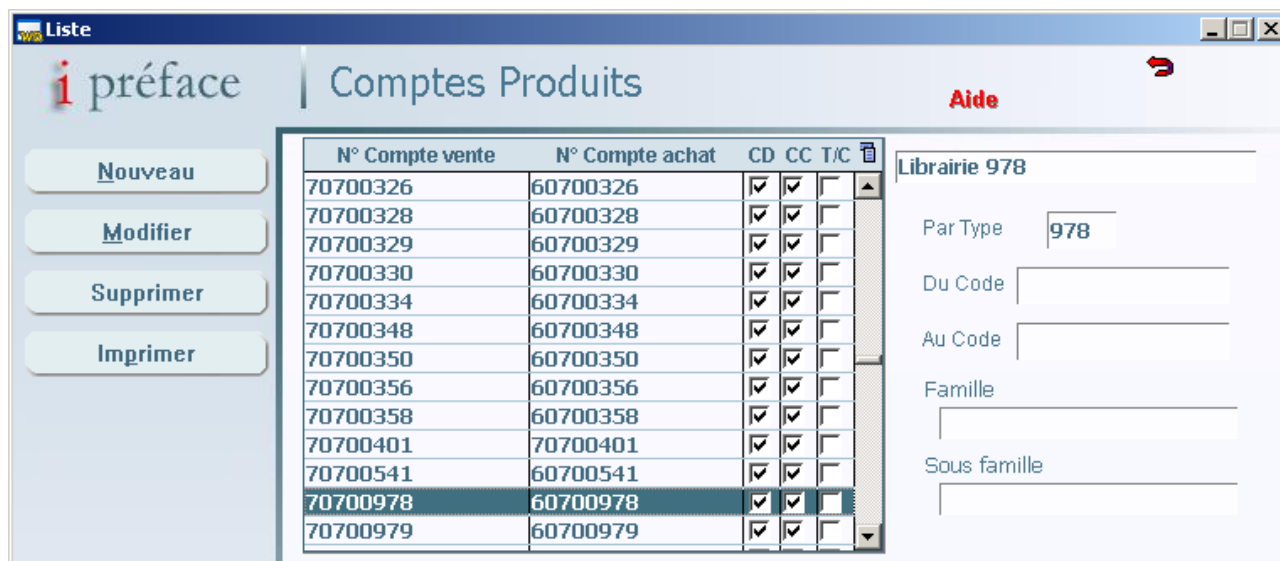 Liste
i préface
Comptes Produits
Aide
Nouveau
Modifier
Supprimer
Imprimer
N° Compte vente N° Compte achat CD CC T/C
70700326 60700326
70700328 60700328
70700329 60700329
70700330 60700330
70700334 60700334
70700348 60700348
70700350 60700350
70700356 60700356
70700358 60700358
70700401 70700401
70700541 60700541
70700978 60700978
70700979 60700979
Librairie 978
Par Type 978
Du Code
Au Code
Famille
Sous famille